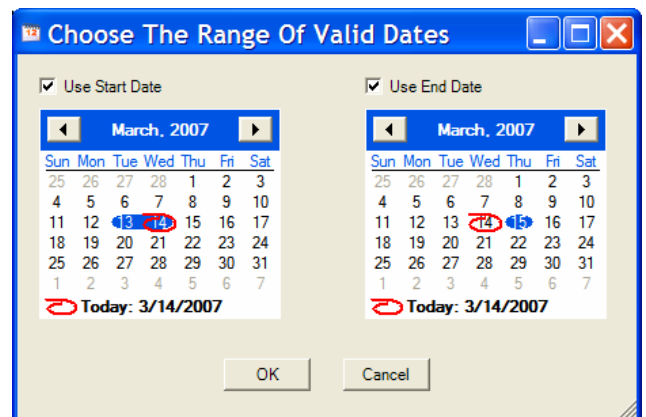 12 Choose The Range Of Valid Dates
Use Start Date
March, 2007
Sun Mon Tue Wed Thu Fri Sat
25 26 27 28 1 2 3
4 5 6 7 8 9 10
11 12 13 14 15 16 17
18 19 20 21 22 23 24
25 26 27 28 29 30 31
1 2 3 4 5 6 7
Today: 3/14/2007
Use End Date
March, 2007
Sun Mon Tue Wed Thu Fri Sat
25 26 27 28 1 2 3
4 5 6 7 8 9 10
11 12 13 14 15 16 17
18 19 20 21 22 23 24
25 26 27 28 29 30 31
1 2 3 4 5 6 7
Today: 3/14/2007
OK Cancel